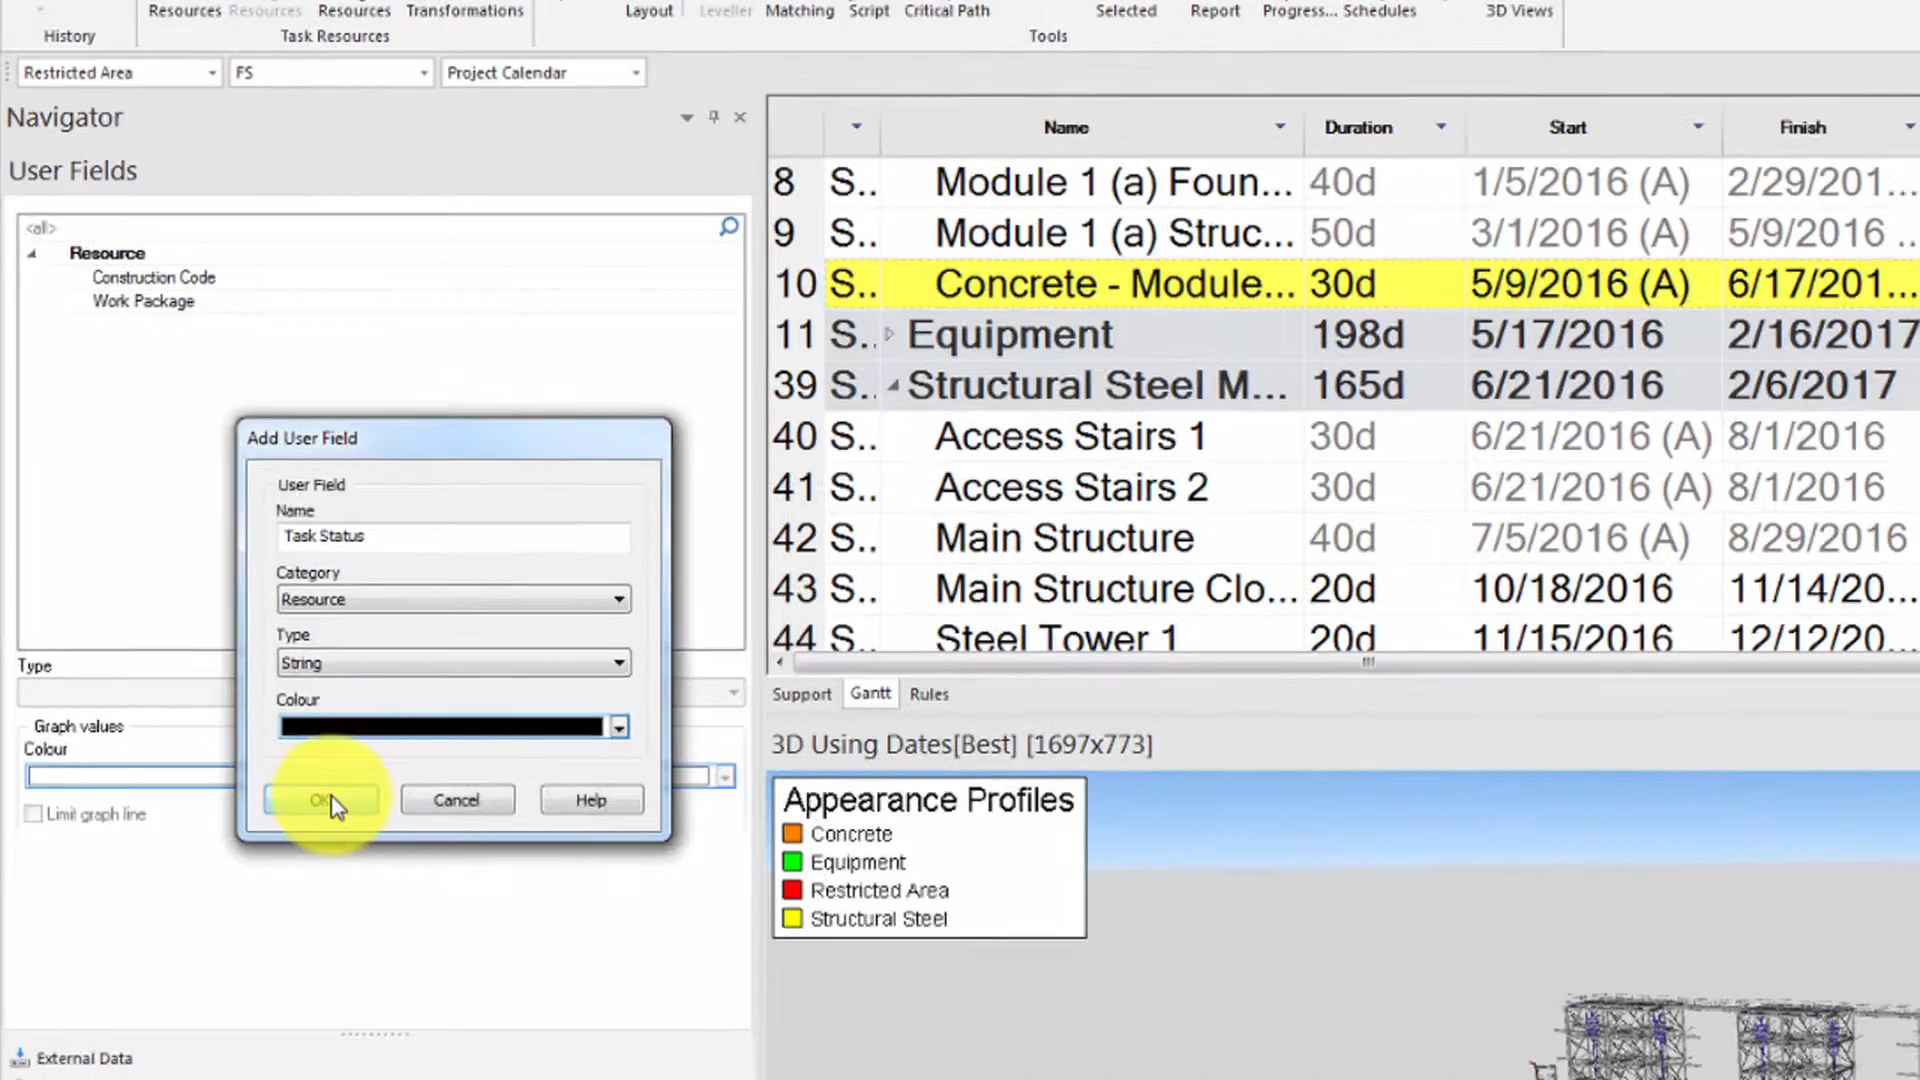 Resources Resources Resources Transformations Layout Leveller Matching Script Critical Path Selected Report Progress... Schedules 3D Views
History Task Resources Tools
Restricted Area FS Project Calendar
Navigator
User Fields
<all>
Resource
Construction Code
Work Package
Type
Graph values
Colour
Limit graph line
External Data
Add User Field
User Field
Name
Task Status
Category
Resource
Type
String
Colour
OK Cancel Help
Name Duration Start Finish
8 S.. Module 1 (a) Foun... 40d 1/5/2016 (A) 2/29/201...
9 S.. Module 1 (a) Struc... 50d 3/1/2016 (A) 5/9/2016 ..
10 S.. Concrete - Module... 30d 5/9/2016 (A) 6/17/201...
11 S.. Equipment 198d 5/17/2016 2/16/2017
39 S.. Structural Steel M... 165d 6/21/2016 2/6/2017
40 S.. Access Stairs 1 30d 6/21/2016 (A) 8/1/2016
41 S.. Access Stairs 2 30d 6/21/2016 (A) 8/1/2016
42 S.. Main Structure 40d 7/5/2016 (A) 8/29/2016
43 S.. Main Structure Clo... 20d 10/18/2016 11/14/20...
44 S.. Steel Tower 1 20d 11/15/2016 12/12/20...
Support Gantt Rules
3D Using Dates[Best] [1697x773]
Appearance Profiles
Concrete
Equipment
Restricted Area
Structural Steel